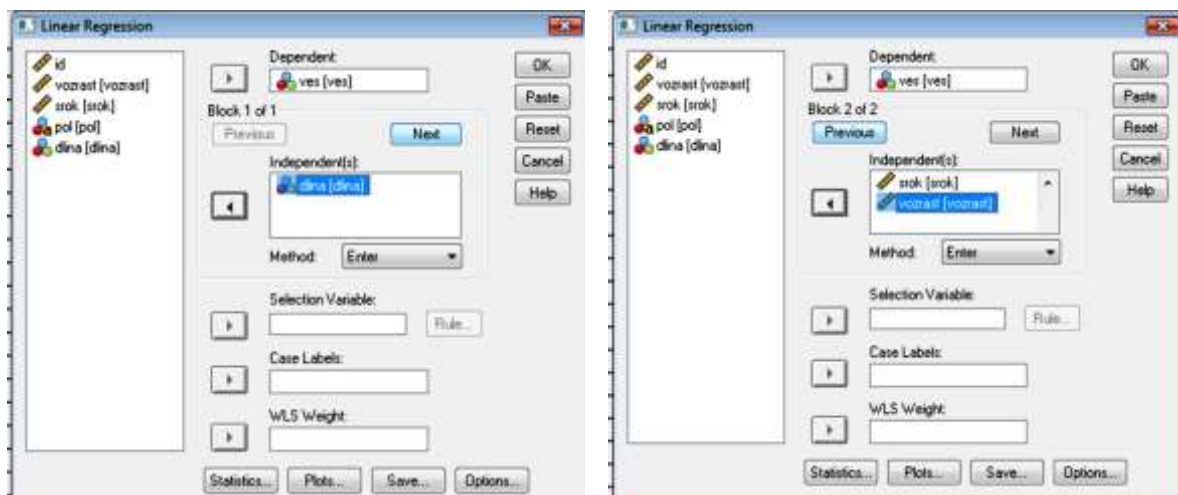 Linear Regression
id
vozrast [vozrast]
srok [srok]
pol [pol]
dlina [dlina]
Dependent:
ves [ves]
Block 1 of 1
Previous
Next
Independent(s):
dlina [dlina]
Method:
Enter
Selection Variable:
Rule...
Case Labels:
WLS Weight:
Statistics...
Plots...
Save...
Options...
OK
Paste
Reset
Cancel
Help
Linear Regression
id
vozrast [vozrast]
srok [srok]
pol [pol]
dlina [dlina]
Dependent:
ves [ves]
Block 2 of 2
Previous
Next
Independent(s):
srok [srok]
vozrast [vozrast]
Method:
Enter
Selection Variable:
Rule...
Case Labels:
WLS Weight:
Statistics...
Plots...
Save...
Options...
OK
Paste
Reset
Cancel
Help